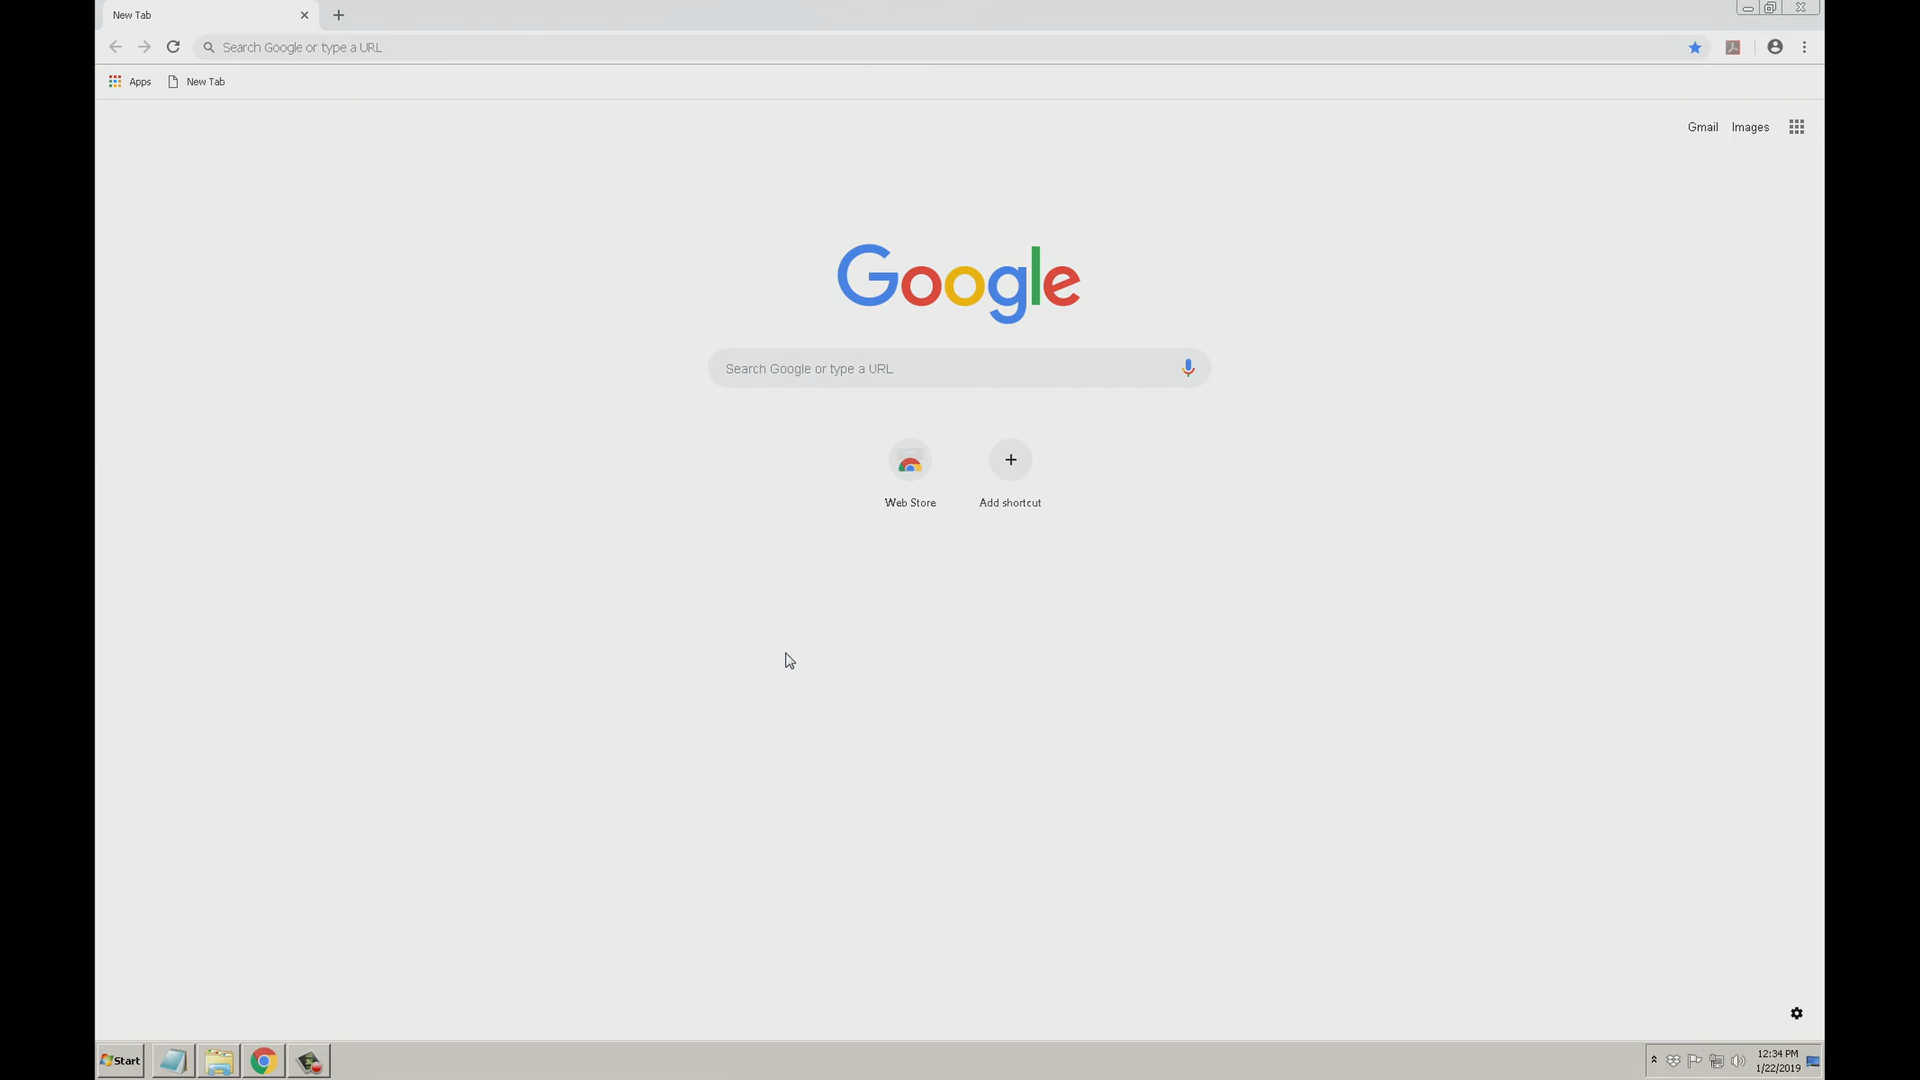 New Tab
Search Google or type a URL
Apps
New Tab
Gmail
Images
Google
Search Google or type a URL
Web Store
Add shortcut
Start
12:34 PM
1/22/2019